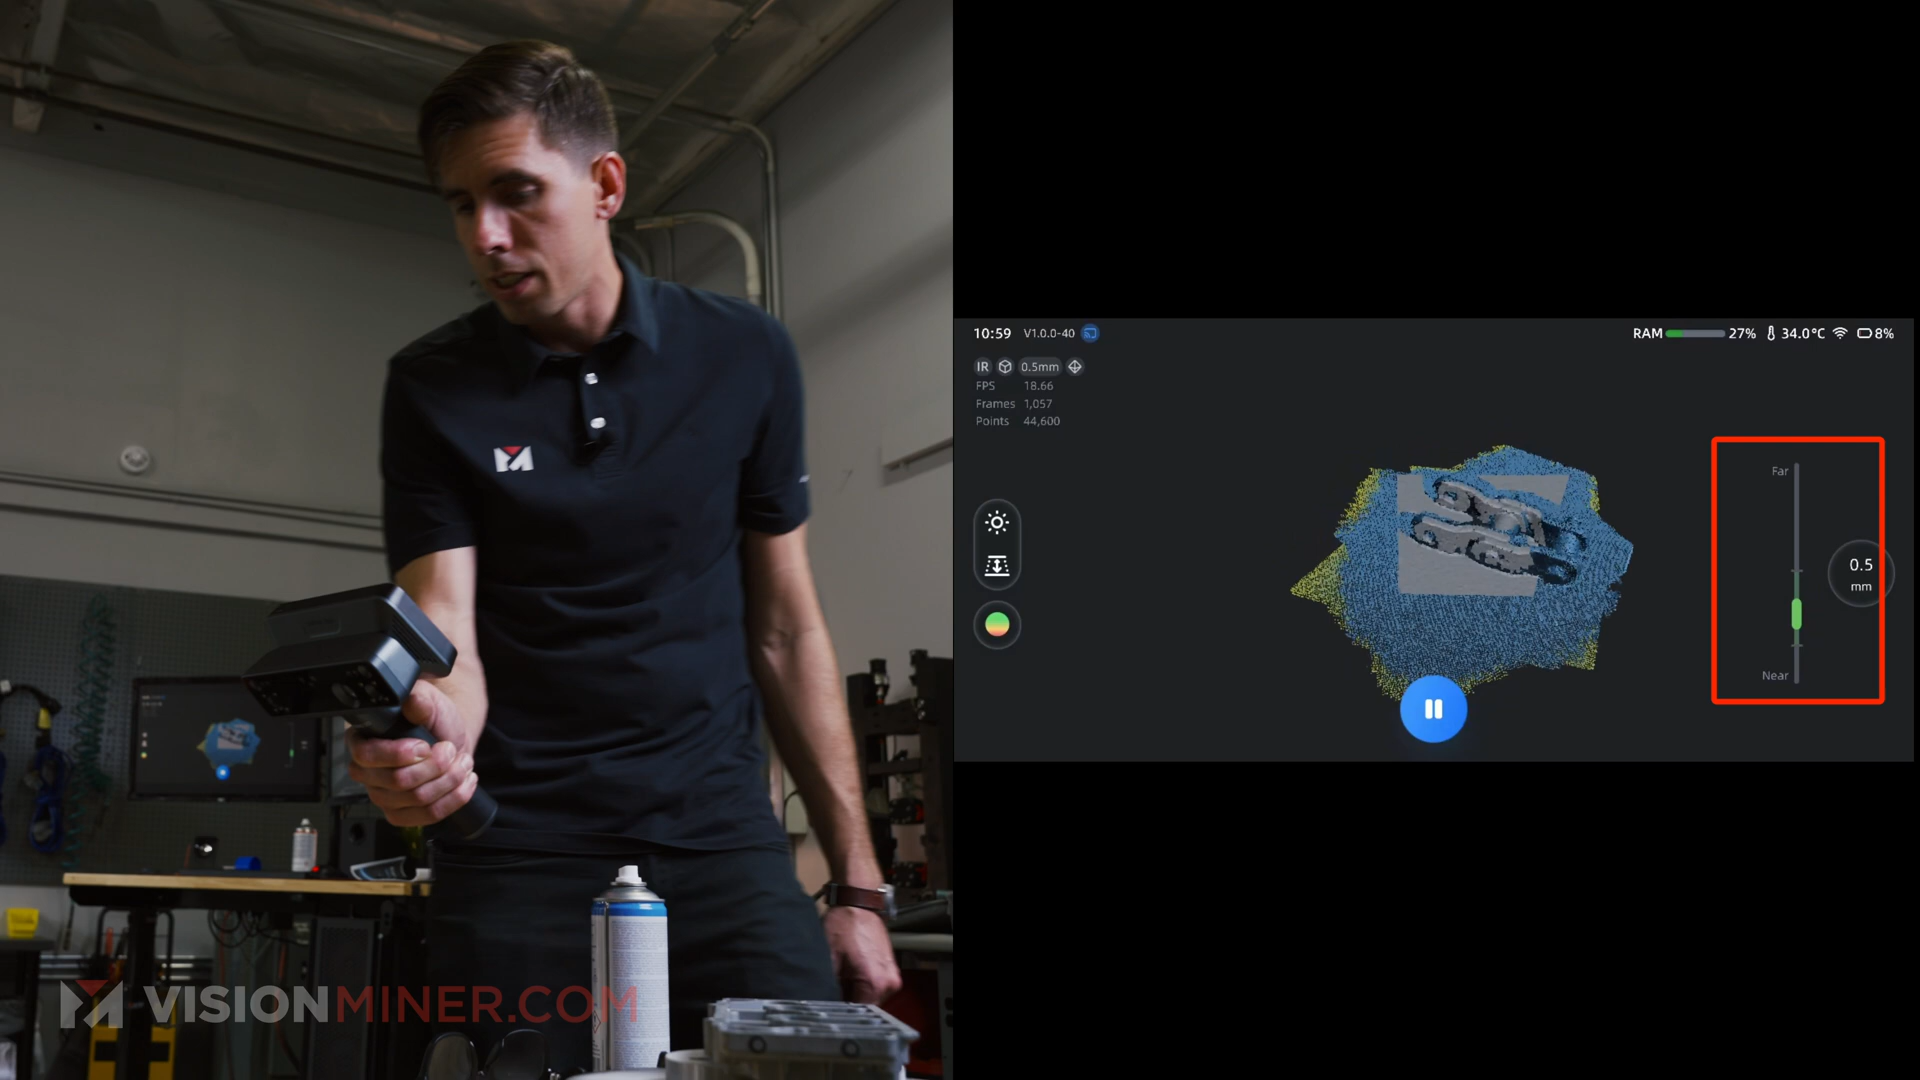 VISIONMINER.COM
10:59 V1.0.0-40
RAM 27% 34.0°C 8%
IR 0.5mm
FPS 18.66
Frames 1,057
Points 44,600
Far
0.5
mm
Near